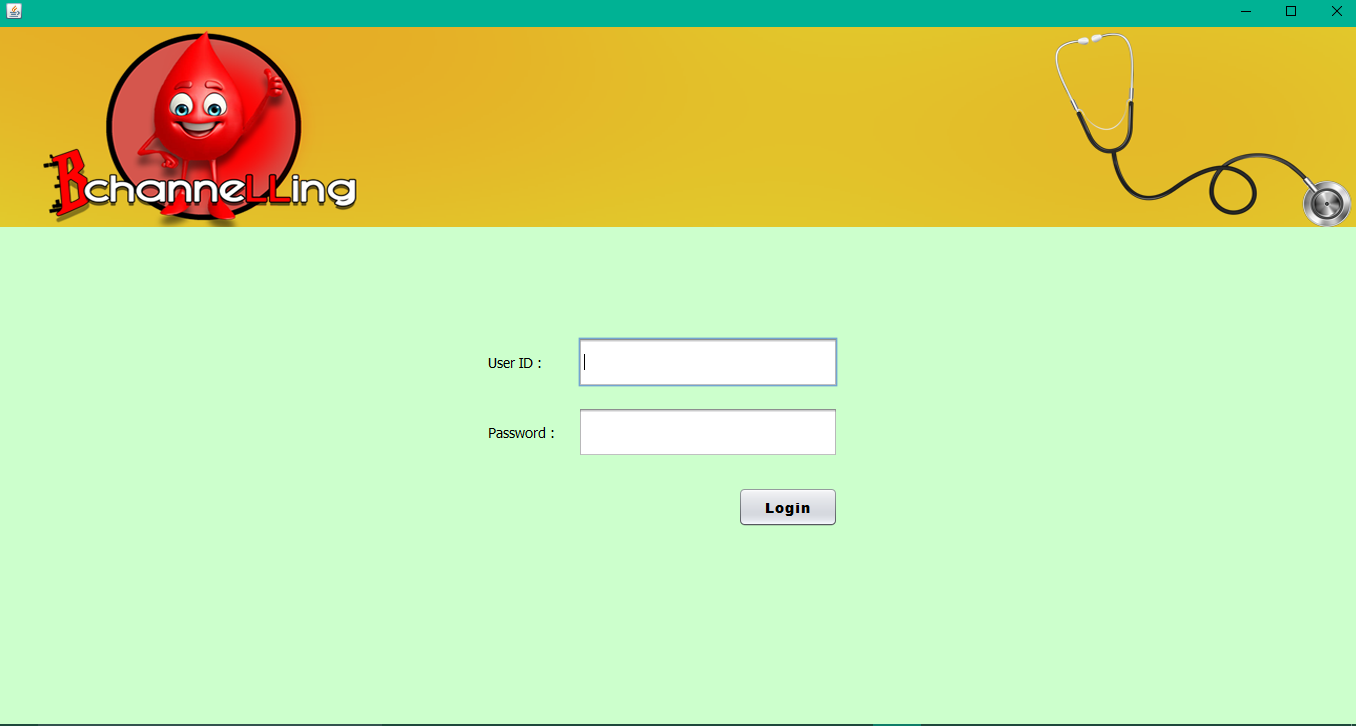 BchanneLLing
User ID :
Password :
Login